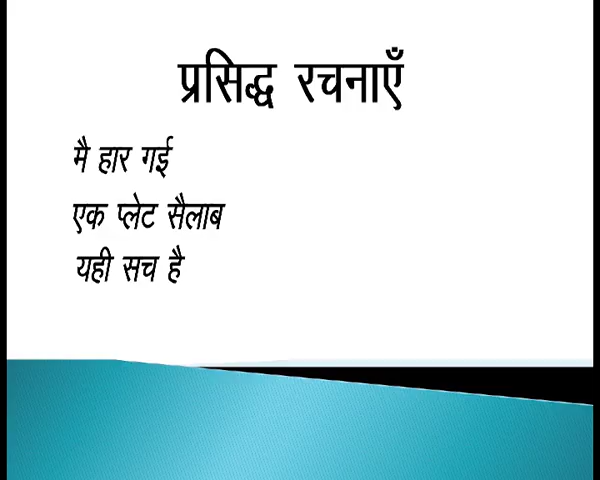 प्रसिद्ध रचनाएँ
मै हार गई
एक प्लेट सैलाब
यही सच है